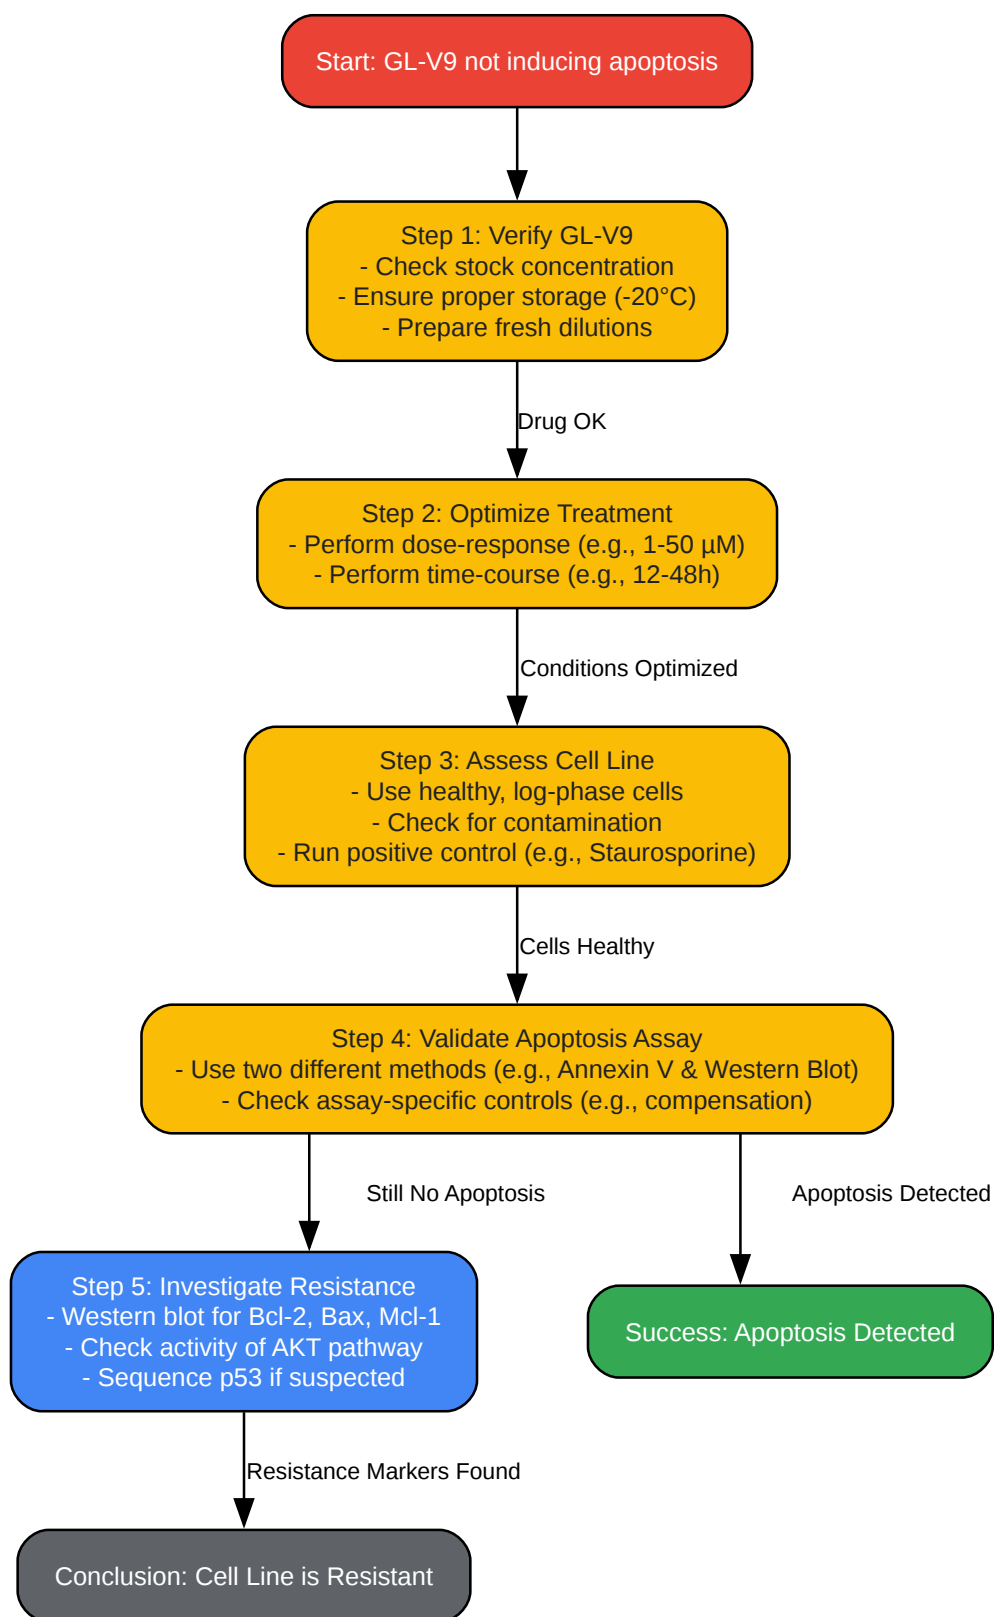 Start: GL-V9 not inducing apoptosis
Step 1: Verify GL-V9
- Check stock concentration
- Ensure proper storage (-20°C)
- Prepare fresh dilutions
Drug OK
Step 2: Optimize Treatment
- Perform dose-response (e.g., 1-50 µM)
- Perform time-course (e.g., 12-48h)
Conditions Optimized
Step 3: Assess Cell Line
- Use healthy, log-phase cells
- Check for contamination
- Run positive control (e.g., Staurosporine)
Cells Healthy
Step 4: Validate Apoptosis Assay
- Use two different methods (e.g., Annexin V & Western Blot)
- Check assay-specific controls (e.g., compensation)
Still No Apoptosis
Apoptosis Detected
Step 5: Investigate Resistance
- Western blot for Bcl-2, Bax, Mcl-1
- Check activity of AKT pathway
- Sequence p53 if suspected
Success: Apoptosis Detected
Resistance Markers Found
Conclusion: Cell Line is Resistant